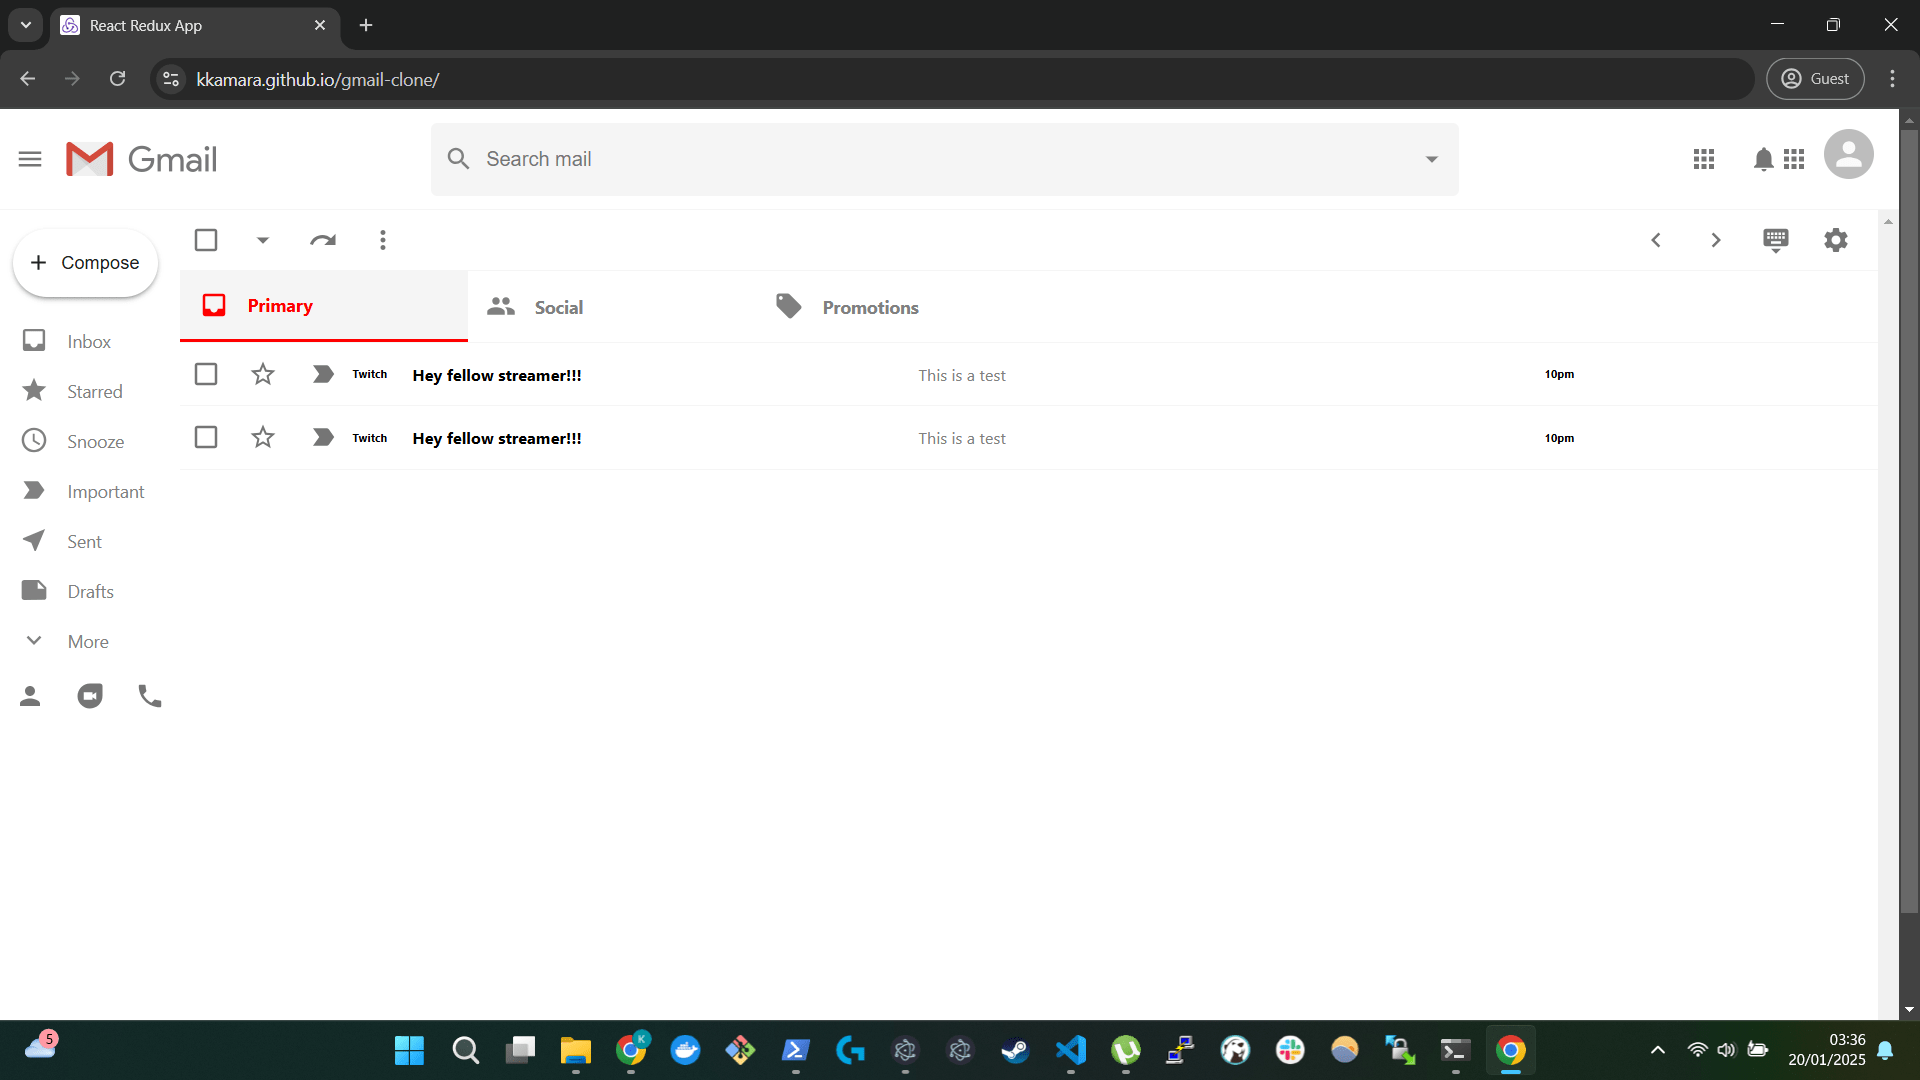 React Redux App
kkamara.github.io/gmail-clone/
Guest
Gmail
Search mail
Compose
Primary
Social
Promotions
Inbox
Starred
Snooze
Important
Sent
Drafts
More
Twitch Hey fellow streamer!!! This is a test 10pm
Twitch Hey fellow streamer!!! This is a test 10pm
5
K
03:36
20/01/2025